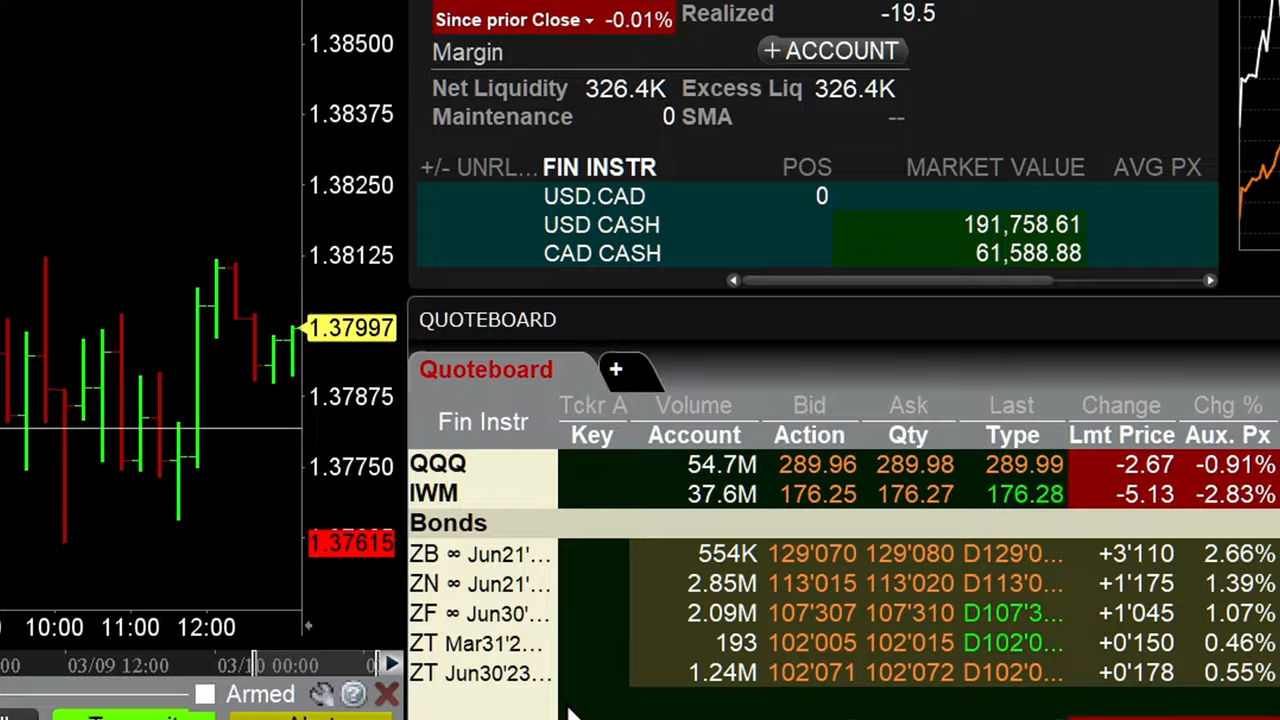 1.38500
1.38375
1.38250
1.38125
1.37997
1.37875
1.37750
1.37615
10:00 11:00 12:00
03/09 12:00 03/10 00:00
Armed
Since prior Close -0.01% Realized -19.5
Margin + ACCOUNT
Net Liquidity 326.4K Excess Liq 326.4K
Maintenance 0 SMA --
+/- UNRL... FIN INSTR POS MARKET VALUE AVG PX
USD.CAD 0
USD CASH 191,758.61
CAD CASH 61,588.88
QUOTEBOARD
Quoteboard +
Fin Instr Tckr A Volume Bid Ask Last Change Chg %
Key Account Action Qty Type Lmt Price Aux. Px
QQQ 54.7M 289.96 289.98 289.99 -2.67 -0.91%
IWM 37.6M 176.25 176.27 176.28 -5.13 -2.83%
Bonds
ZB ∞ Jun21'... 554K 129'070 129'080 D129'0... +3'110 2.66%
ZN ∞ Jun21'... 2.85M 113'015 113'020 D113'0... +1'175 1.39%
ZF ∞ Jun30'... 2.09M 107'307 107'310 D107'3... +1'045 1.07%
ZT Mar31'2... 193 102'005 102'015 D102'0... +0'150 0.46%
ZT Jun30'23... 1.24M 102'071 102'072 D102'0... +0'178 0.55%